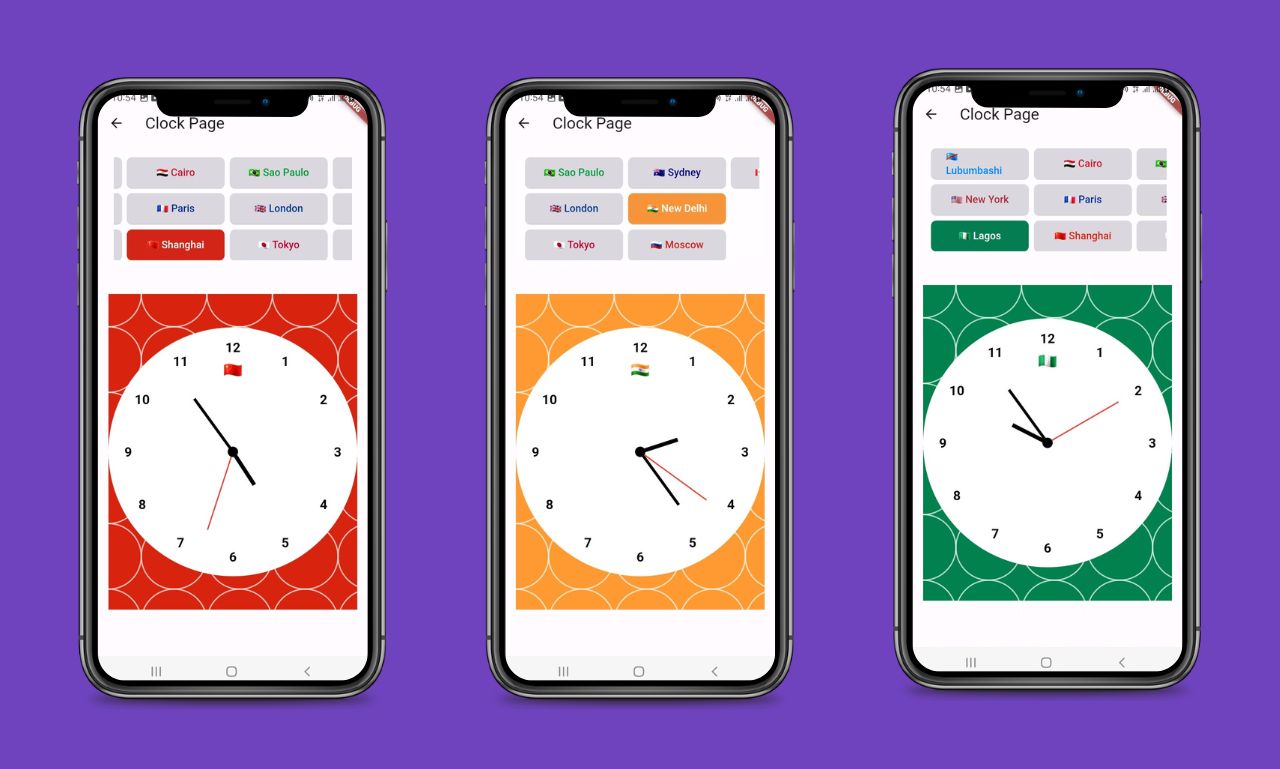 10:54
Clock Page
🇪🇬 Cairo
🇧🇷 Sao Paulo
🇫🇷 Paris
🇬🇧 London
🇨🇳 Shanghai
🇯🇵 Tokyo
12
11
1
10
2
9
3
8
4
7
5
6
10:54
Clock Page
🇧🇷 Sao Paulo
🇦🇺 Sydney
🇬🇧 London
🇮🇳 New Delhi
🇯🇵 Tokyo
🇷🇺 Moscow
12
11
1
10
2
9
3
8
4
7
5
6
10:54
Clock Page
🇨🇩
Lubumbashi
🇪🇬 Cairo
🇺🇸 New York
🇫🇷 Paris
🇳🇬 Lagos
🇨🇳 Shanghai
12
11
1
10
2
9
3
8
4
7
5
6